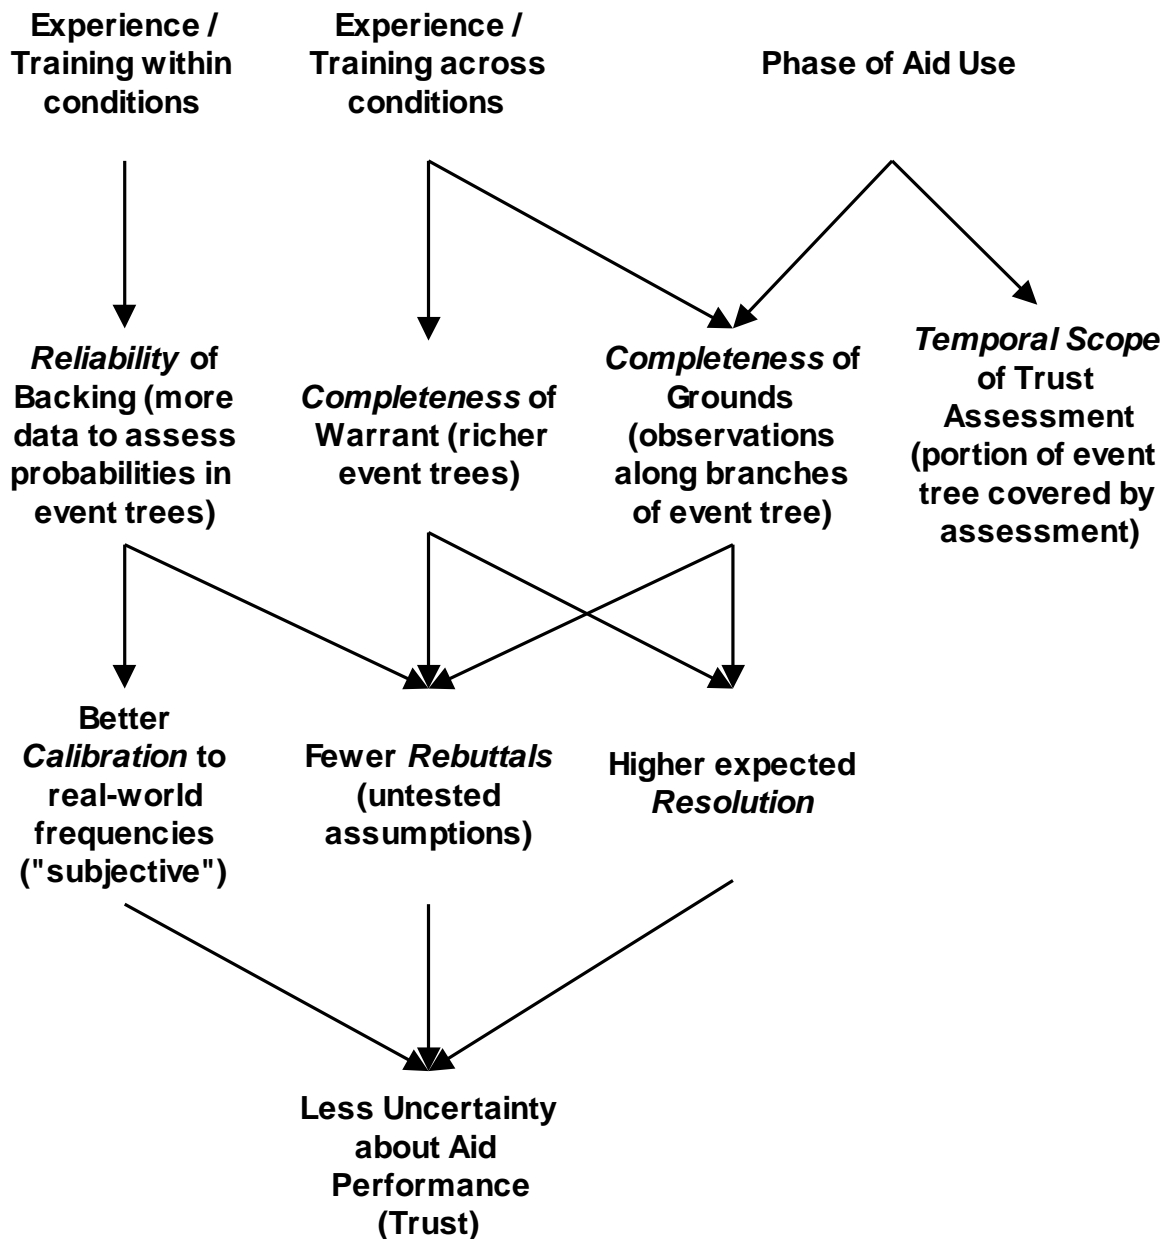 Experience /
Training within
conditions
Experience /
Training across
conditions
Phase of Aid Use
Reliability of
Backing (more
data to assess
probabilities in
event trees)
Completeness of
Warrant (richer
event trees)
Completeness of
Grounds
(observations
along branches
of event tree)
Temporal Scope
of Trust
Assessment
(portion of event
tree covered by
assessment)
Better
Calibration to
real-world
frequencies
("subjective")
Fewer Rebuttals
(untested
assumptions)
Higher expected
Resolution
Less Uncertainty
about Aid
Performance
(Trust)